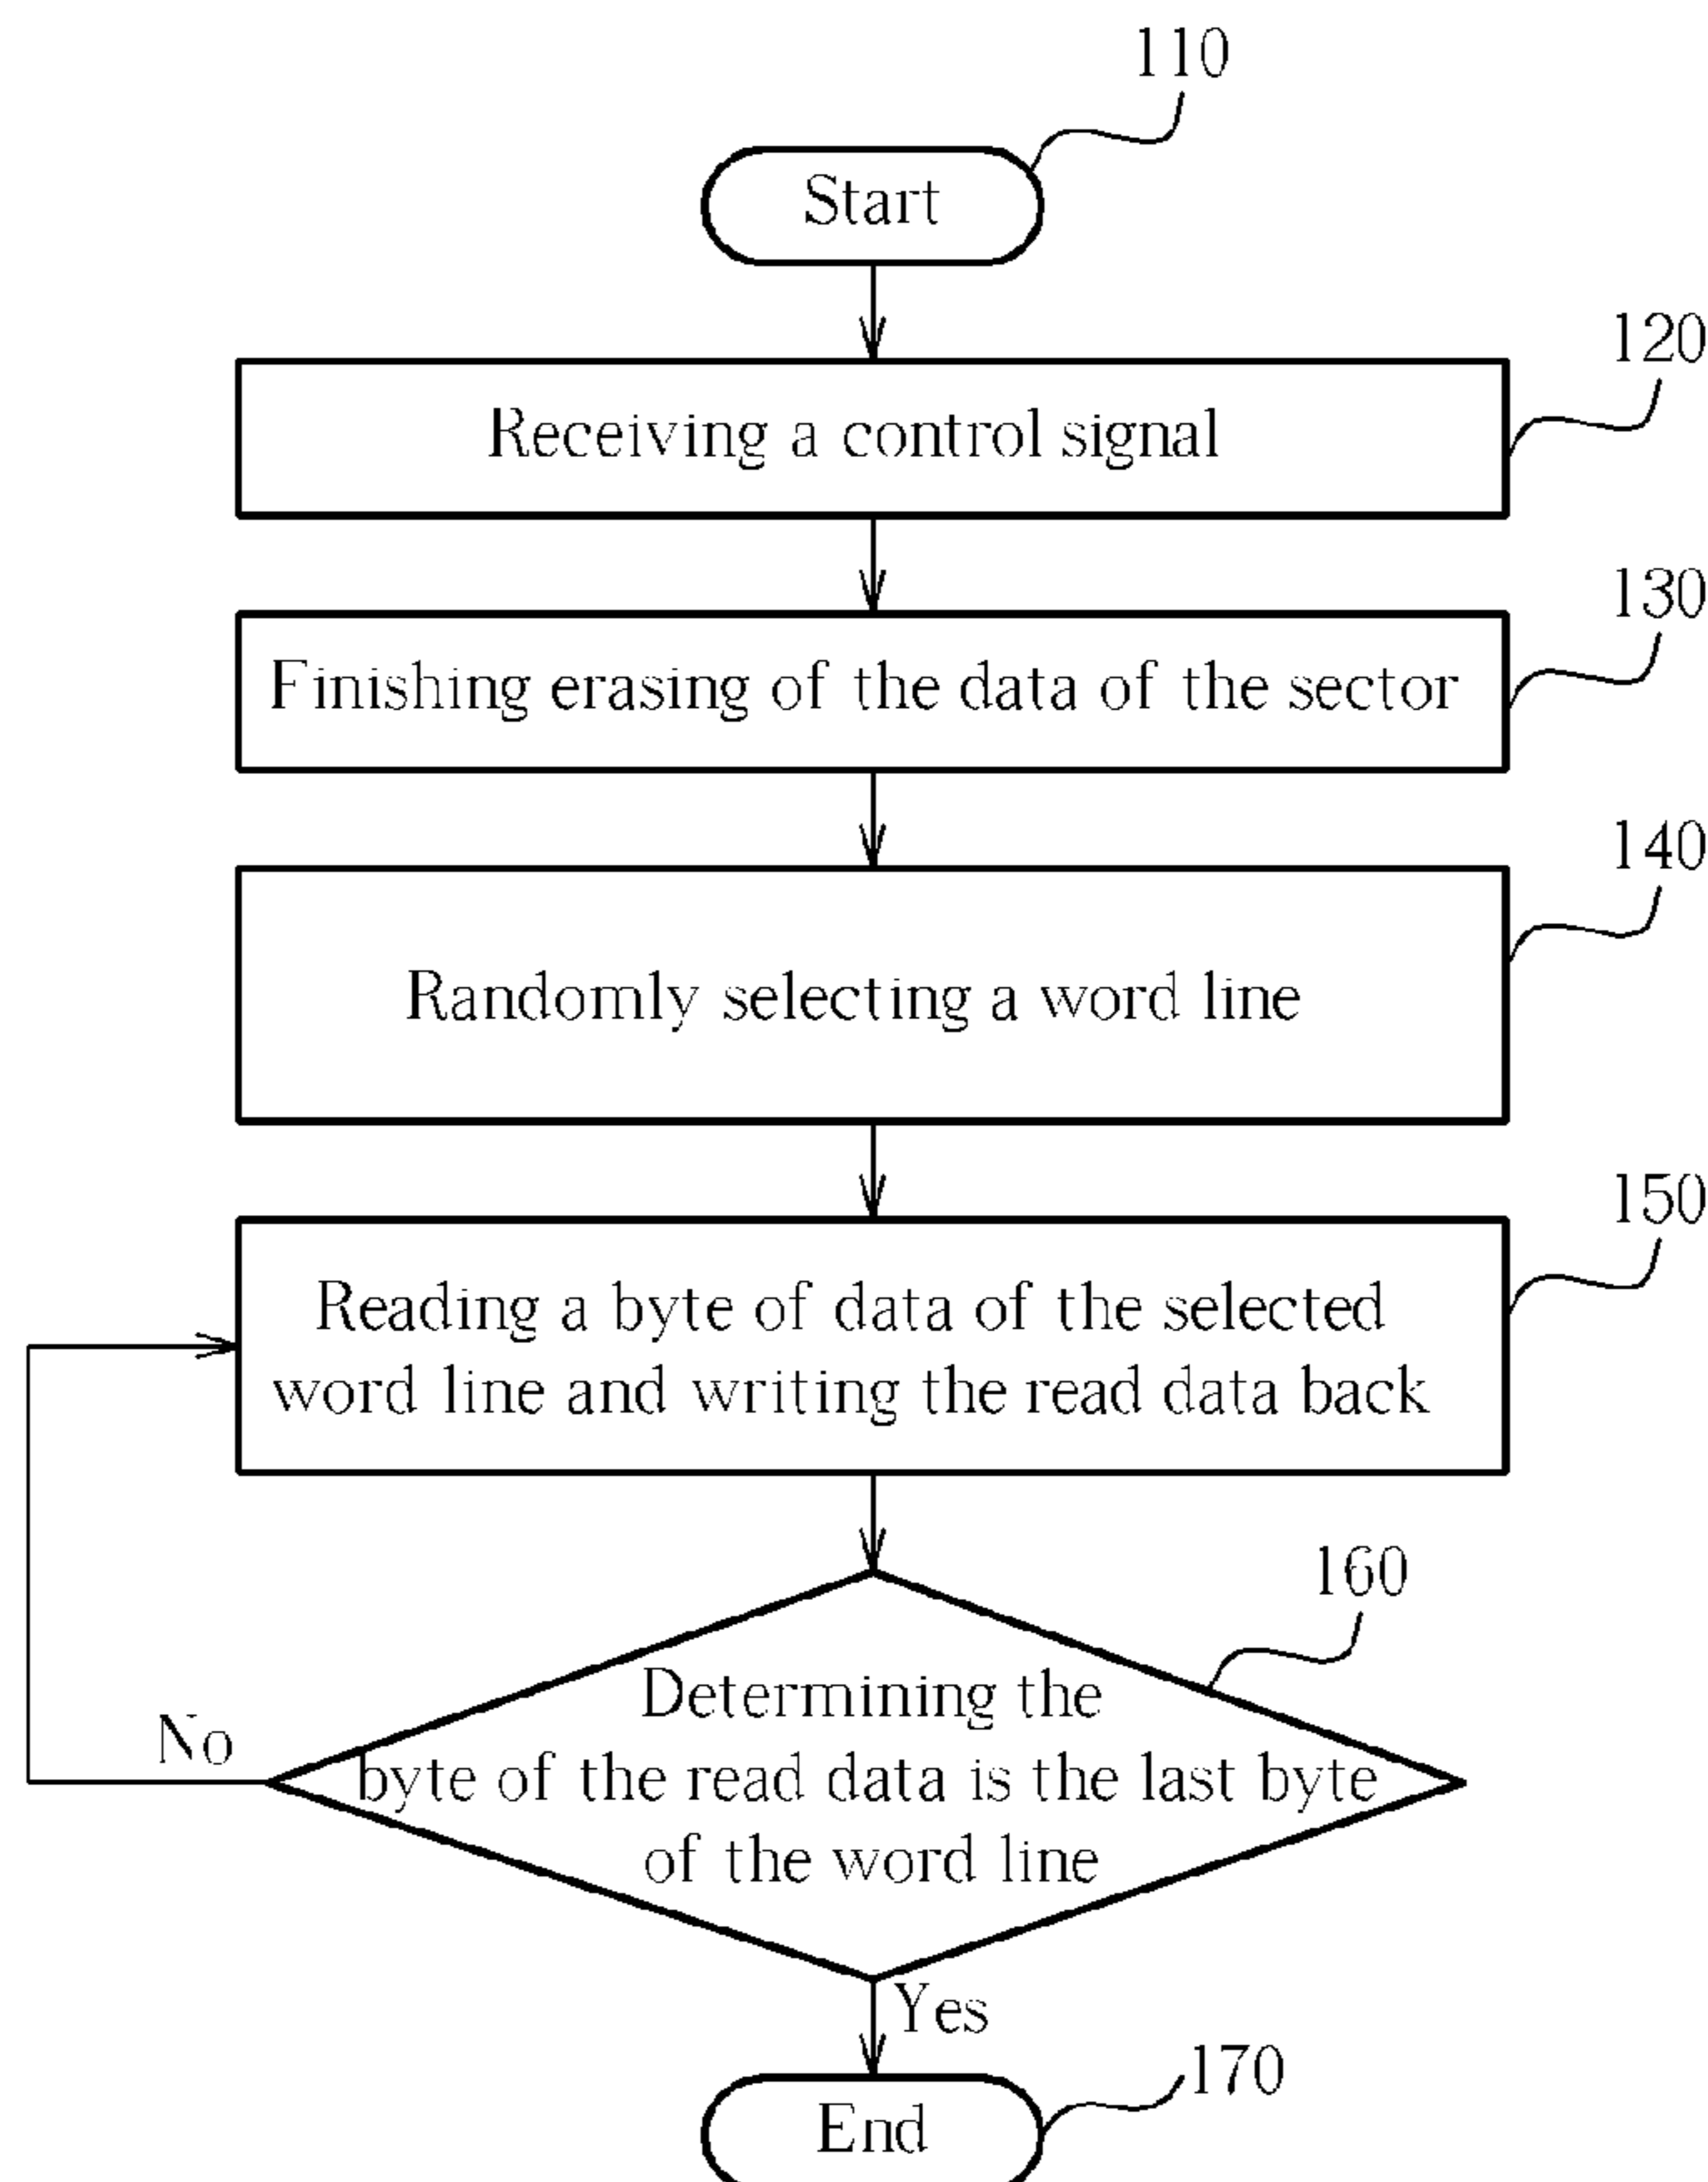 110
Start
120
Receiving a control signal
130
Finishing erasing of the data of the sector
140
Randomly selecting a word line
150
Reading a byte of data of the selected
word line and writing the read data back
160
Determining the
No
byte of the read data is the last byte
of the word line
Yes
170
End